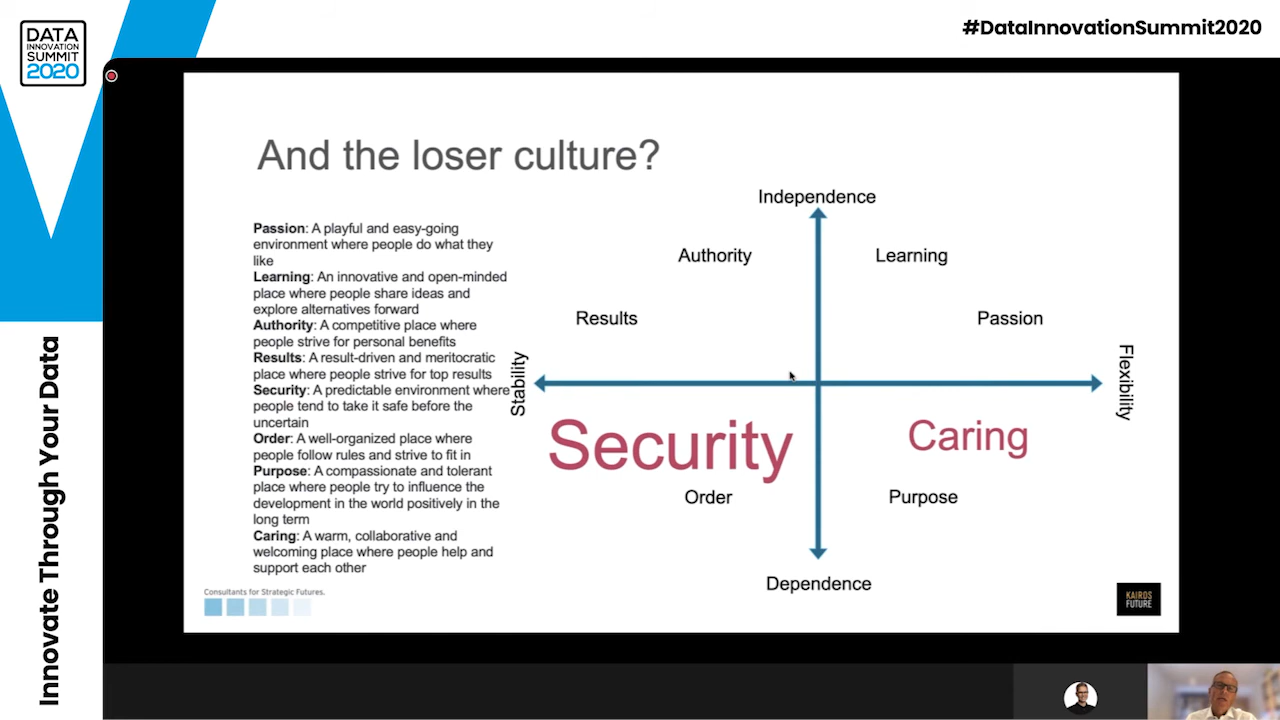 DATA
INNOVATION
SUMMIT
2020
#DataInnovationSummit2020
Innovate Through Your Data
And the loser culture?
Passion: A playful and easy-going
environment where people do what they
like
Learning: An innovative and open-minded
place where people share ideas and
explore alternatives forward
Authority: A competitive place where
people strive for personal benefits
Results: A result-driven and meritocratic
place where people strive for top results
Security: A predictable environment where
people tend to take it safe before the
uncertain
Order: A well-organized place where
people follow rules and strive to fit in
Purpose: A compassionate and tolerant
place where people try to influence the
development in the world positively in the
long term
Caring: A warm, collaborative and
welcoming place where people help and
support each other
Independence
Authority
Learning
Results
Passion
Stability
Flexibility
Security
Caring
Order
Purpose
Dependence
Consultants for Strategic Futures.
KAIROS
FUTURE